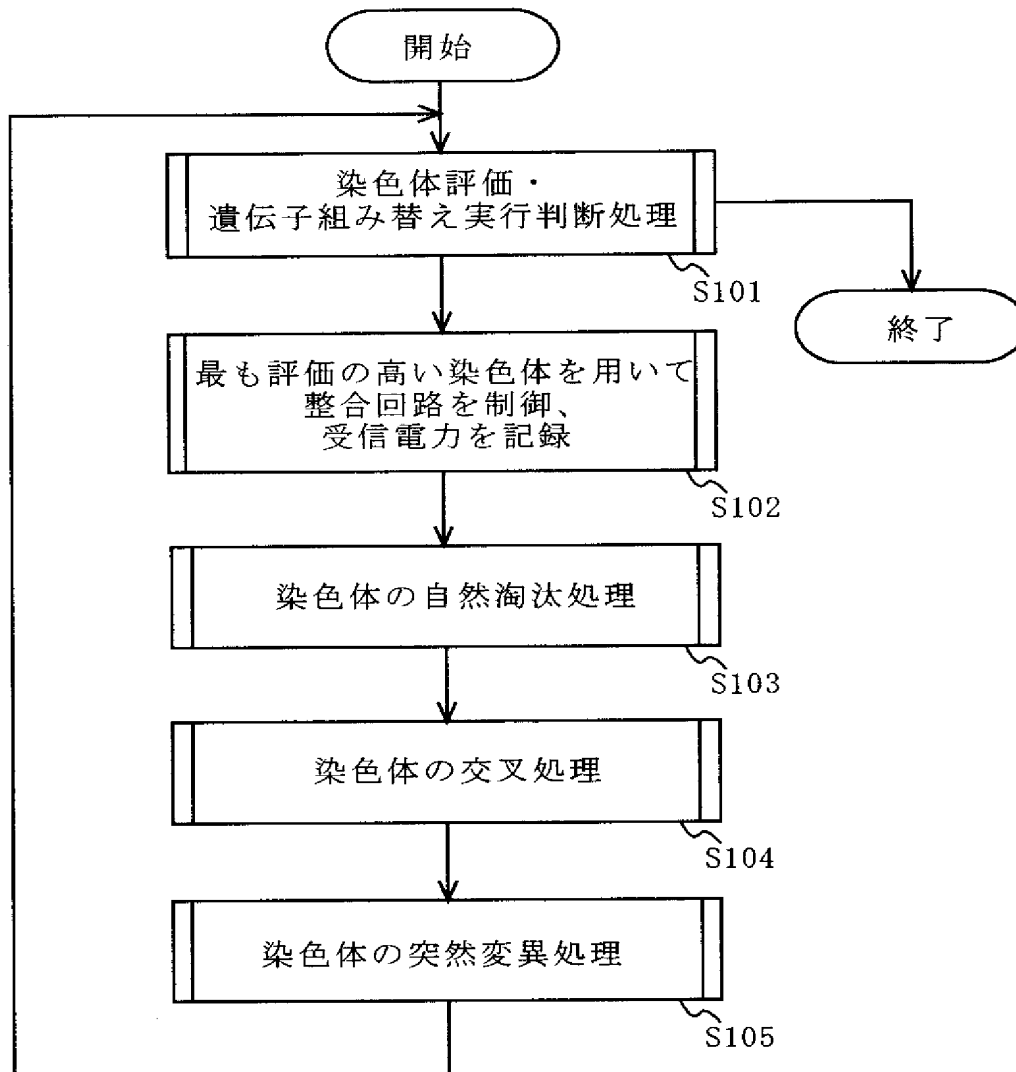 開始
染色体評価・
遺伝子組み替え実行判断処理
S101
終了
最も評価の高い染色体を用いて
整合回路を制御、
受信電力を記録
S102
染色体の自然淘汰処理
S103
染色体の交叉処理
S104
染色体の突然変異処理
S105